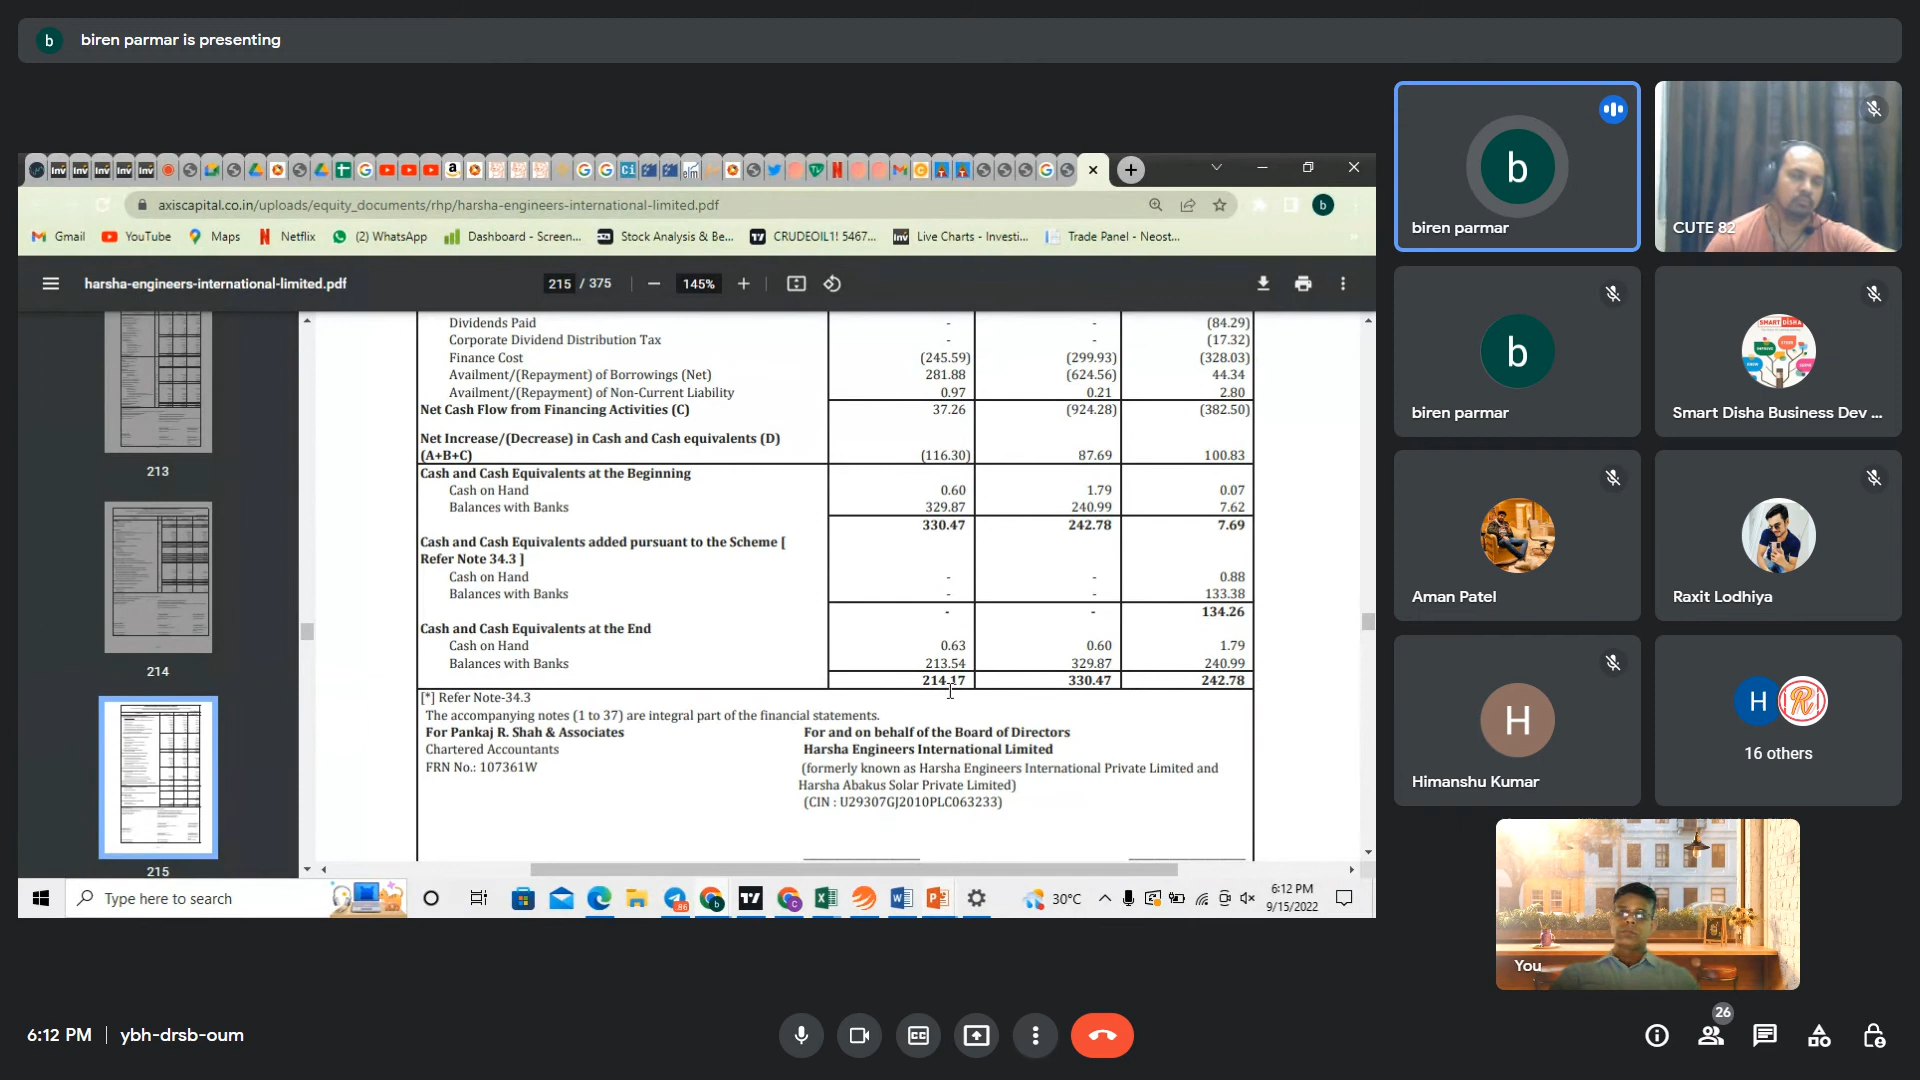 b biren parmar is presenting
axiscapital.co.in/uploads/equity_documents/rhp/harsha-engineers-international-limited.pdf
b
Gmail YouTube Maps Netflix (2) WhatsApp Dashboard - Screen... Stock Analysis & Be... CRUDEOIL1! 5467... Live Charts - Investi... Trade Panel - Neost...
harsha-engineers-international-limited.pdf 215 / 375 145%
213
214
215
Dividends Paid - - (84.29)
Corporate Dividend Distribution Tax - - (17.32)
Finance Cost (245.59) (299.93) (328.03)
Availment/(Repayment) of Borrowings (Net) 281.88 (624.56) 44.34
Availment/(Repayment) of Non-Current Liability 0.97 0.21 2.80
Net Cash Flow from Financing Activities (C) 37.26 (924.28) (382.50)
Net Increase/(Decrease) in Cash and Cash equivalents (D)
(A+B+C) (116.30) 87.69 100.83
Cash and Cash Equivalents at the Beginning
Cash on Hand 0.60 1.79 0.07
Balances with Banks 329.87 240.99 7.62
330.47 242.78 7.69
Cash and Cash Equivalents added pursuant to the Scheme [
Refer Note 34.3 ]
Cash on Hand - - 0.88
Balances with Banks - - 133.38
- - 134.26
Cash and Cash Equivalents at the End
Cash on Hand 0.63 0.60 1.79
Balances with Banks 213.54 329.87 240.99
214.17 330.47 242.78
[*] Refer Note-34.3
The accompanying notes (1 to 37) are integral part of the financial statements.
For Pankaj R. Shah & Associates For and on behalf of the Board of Directors
Chartered Accountants Harsha Engineers International Limited
FRN No.: 107361W (formerly known as Harsha Engineers International Private Limited and
Harsha Abakus Solar Private Limited)
(CIN : U29307GJ2010PLC063233)
Type here to search
30°C
6:12 PM
9/15/2022
b
biren parmar
CUTE 82
b
biren parmar
SMART DISHA
Smart Disha Business Dev ...
Aman Patel
Raxit Lodhiya
H
Himanshu Kumar
H R
16 others
You
6:12 PM | ybh-drsb-oum
26